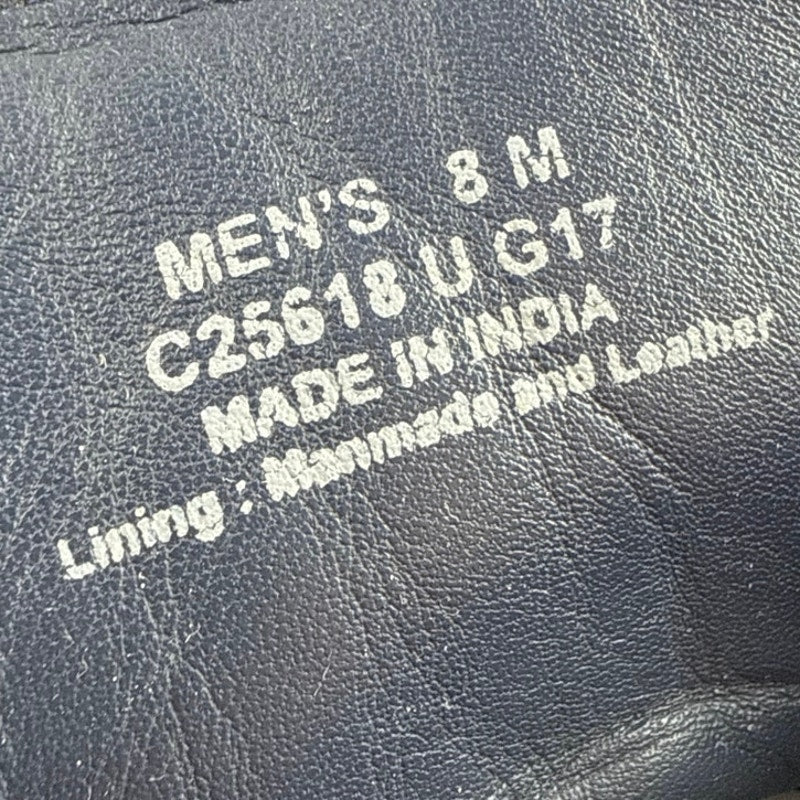 MEN'S 8 M
C25618 U G17
MADE IN INDIA
Lining : Manmade and Leather